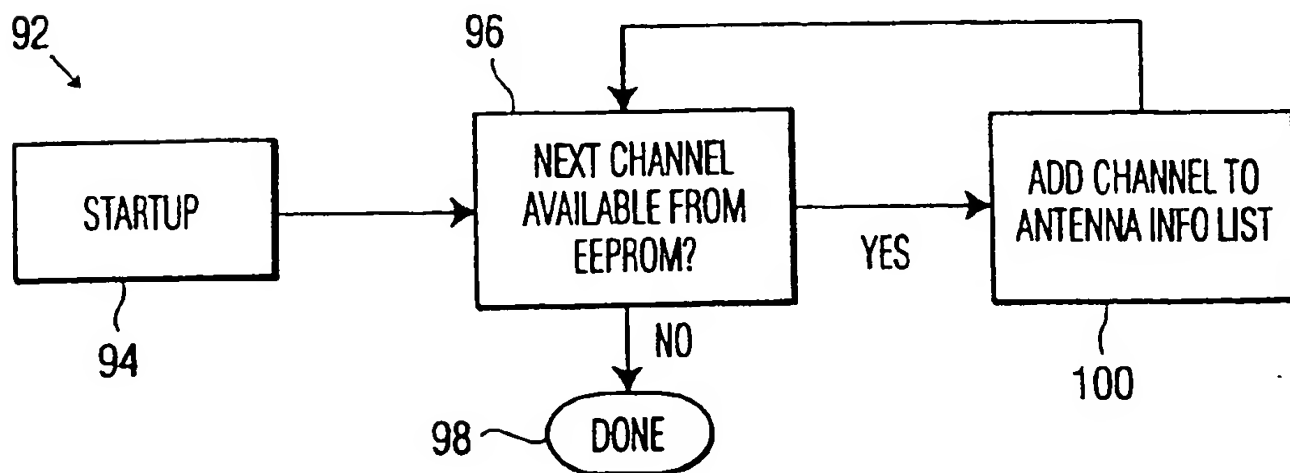 92
96
STARTUP
NEXT CHANNEL
AVAILABLE FROM
EEPROM?
ADD CHANNEL TO
ANTENNA INFO LIST
YES
94
NO
100
98
DONE